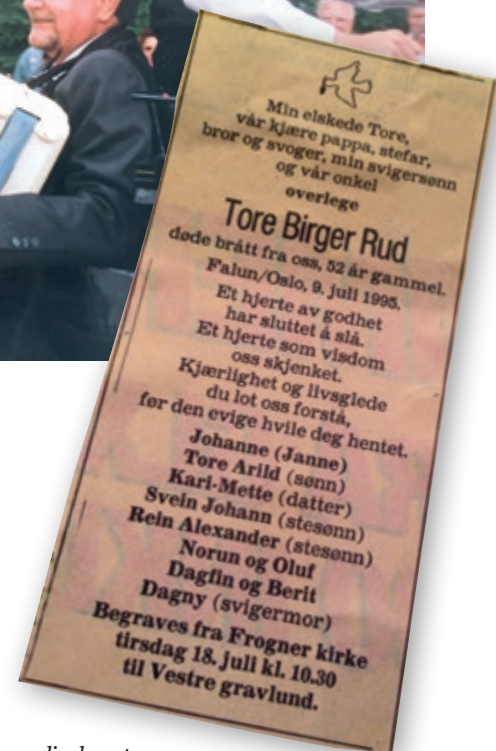 Min elskede Tore,
vår kjære pappa, stefar,
bror og svoger, min svigersønn
og vår onkel
overlege
Tore Birger Rud
døde brått fra oss, 52 år gammel.
Falun/Oslo, 9. juli 1995.
Et hjerte av godhet
har sluttet å slå.
Et hjerte som visdom
oss skjenket.
Kjærlighet og livsglede
du lot oss forstå,
før den evige hvile deg hentet.
Johanne (Janne)
Tore Arild (sønn)
Kari-Mette (datter)
Svein Johann (stesønn)
Rein Alexander (stesønn)
Norun og Oluf
Dagfin og Berit
Dagny (svigermor)
Begraves fra Frogner kirke
tirsdag 18. juli kl. 10.30
til Vestre gravlund.